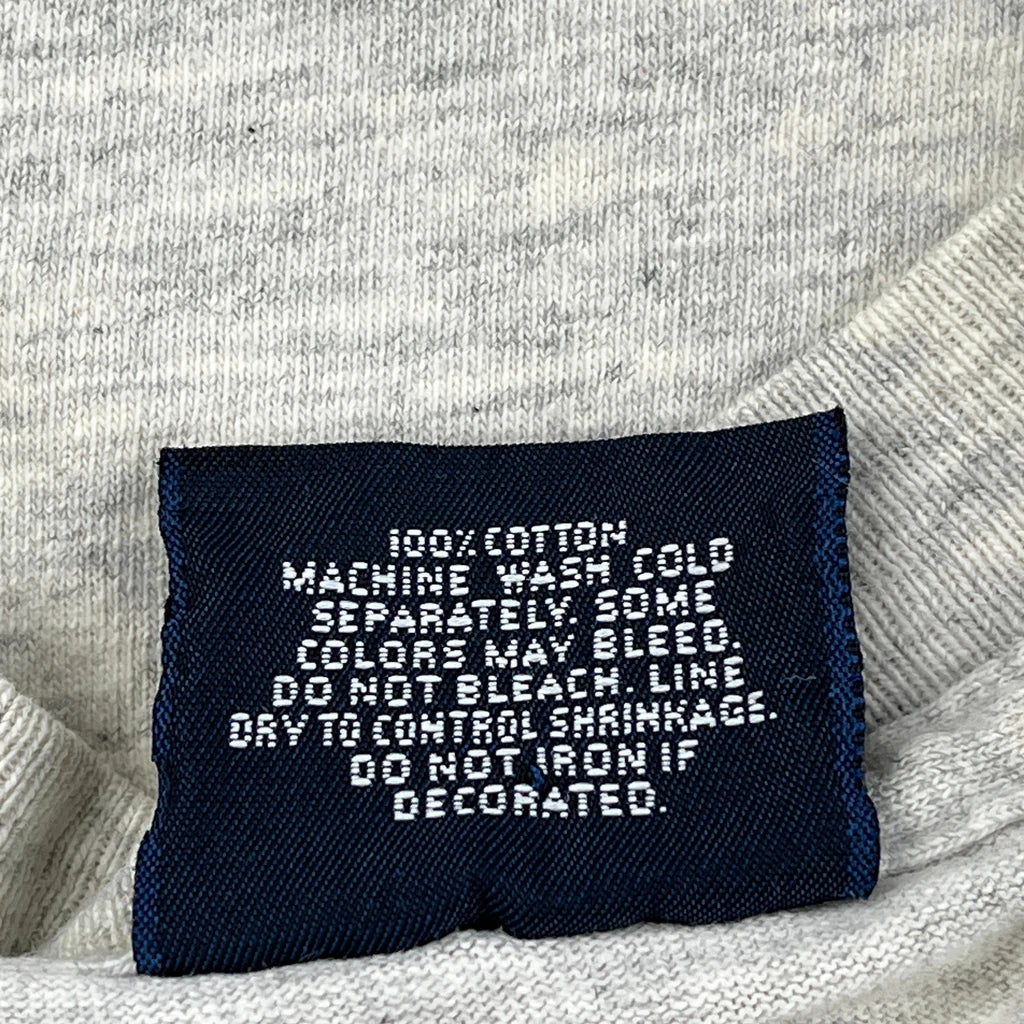 100% COTTON
MACHINE WASH COLD
SEPARATELY. SOME
COLORS MAY BLEED.
DO NOT BLEACH. LINE
DRY TO CONTROL SHRINKAGE.
DO NOT IRON IF
DECORATED.